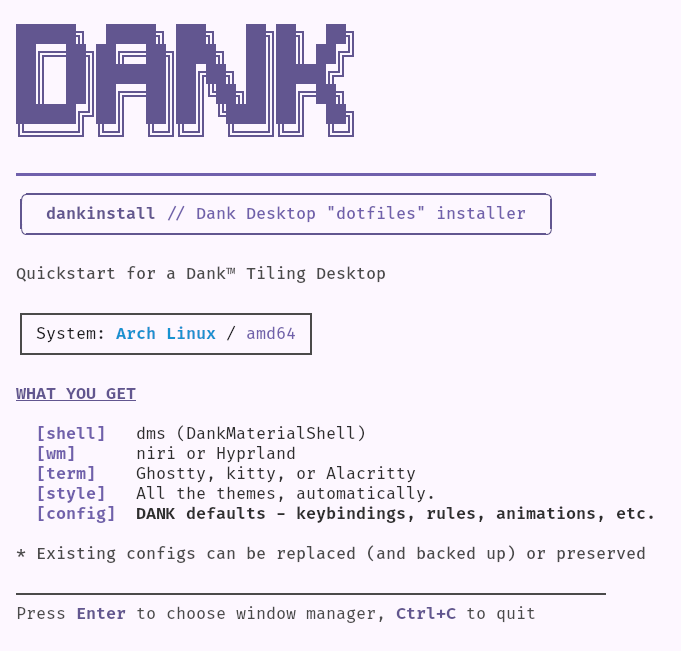 DANK
dankinstall // Dank Desktop "dotfiles" installer
Quickstart for a Dank™ Tiling Desktop
System: Arch Linux / amd64
WHAT YOU GET
[shell] dms (DankMaterialShell)
[wm] niri or Hyprland
[term] Ghostty, kitty, or Alacritty
[style] All the themes, automatically.
[config] DANK defaults – keybindings, rules, animations, etc.
* Existing configs can be replaced (and backed up) or preserved
Press Enter to choose window manager, Ctrl+C to quit